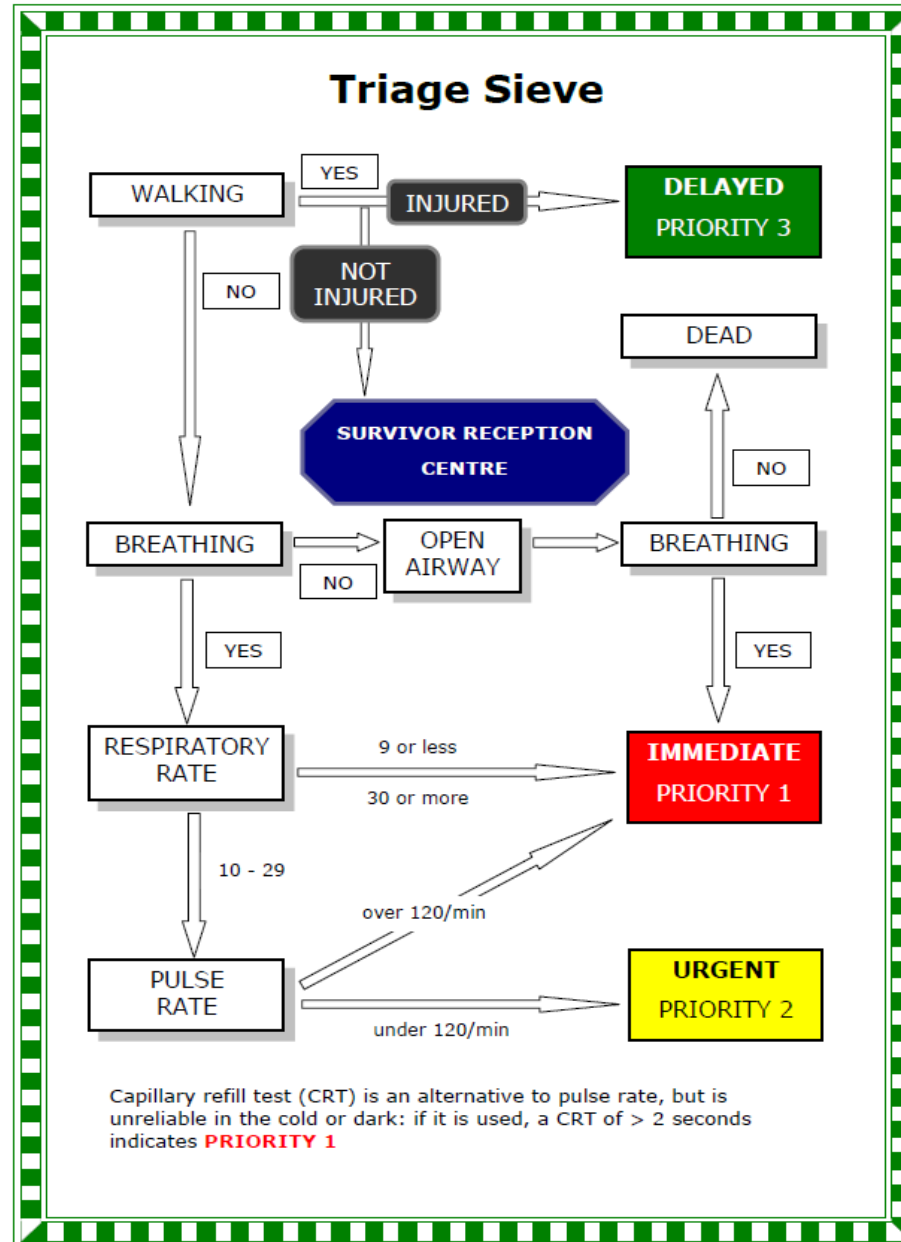 Triage Sieve
YES
WALKING
INJURED
DELAYED
PRIORITY 3
NO
NOT
INJURED
DEAD
SURVIVOR RECEPTION
CENTRE
NO
BREATHING
NO
OPEN
AIRWAY
BREATHING
YES
YES
RESPIRATORY
RATE
9 or less
30 or more
IMMEDIATE
PRIORITY 1
10 - 29
over 120/min
PULSE
RATE
under 120/min
URGENT
PRIORITY 2
Capillary refill test (CRT) is an alternative to pulse rate, but is
unreliable in the cold or dark: if it is used, a CRT of > 2 seconds
indicates PRIORITY 1